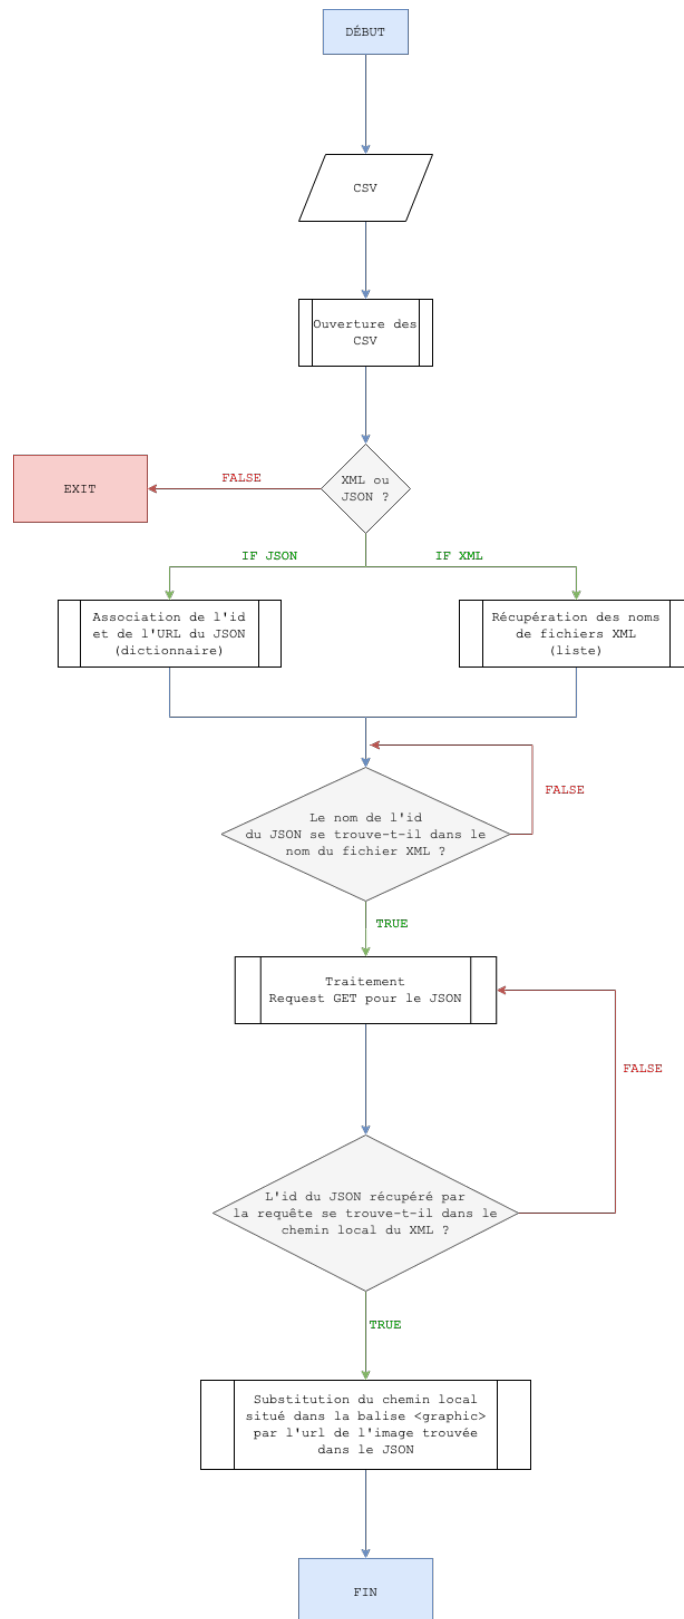 DÉBUT
CSV
Ouverture des
CSV
XML ou
JSON ?
FALSE
EXIT
IF JSON
IF XML
Association de l'id
et de l'URL du JSON
(dictionnaire)
Récupération des noms
de fichiers XML
(liste)
FALSE
Le nom de l'id
du JSON se trouve-t-il dans le
nom du fichier XML ?
TRUE
Traitement
Request GET pour le JSON
FALSE
L'id du JSON récupéré par
la requête se trouve-t-il dans le
chemin local du XML ?
TRUE
Substitution du chemin local
situé dans la balise <graphic>
par l'url de l'image trouvée
dans le JSON
FIN